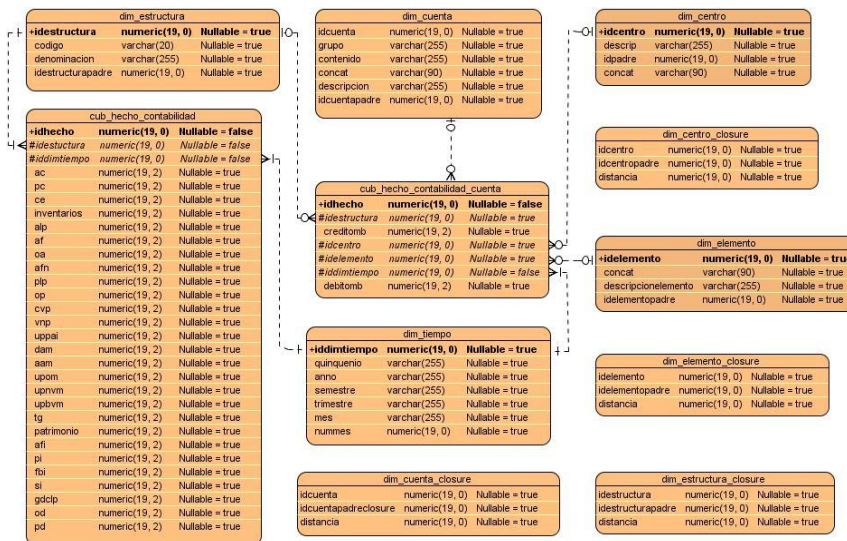 dim_estructura
+idestructura numeric(19, 0) Nullable = true
codigo varchar(20) Nullable = true
denominacion varchar(255) Nullable = true
idestructurapadre numeric(19, 0) Nullable = true
dim_cuenta
idcuenta numeric(19, 0) Nullable = true
grupo varchar(255) Nullable = true
contenido varchar(255) Nullable = true
concat varchar(90) Nullable = true
descripcion varchar(255) Nullable = true
idcuentapadre numeric(19, 0) Nullable = true
dim_centro
+idcentro numeric(19, 0) Nullable = true
descrip varchar(255) Nullable = true
idpadre numeric(19, 0) Nullable = true
concat varchar(90) Nullable = true
cub_hecho_contabilidad
+idhecho numeric(19, 0) Nullable = false
#idestuctura numeric(19, 0) Nullable = false
#iddimtiempo numeric(19, 0) Nullable = false
ac numeric(19, 2) Nullable = true
pc numeric(19, 2) Nullable = true
ce numeric(19, 2) Nullable = true
inventarios numeric(19, 2) Nullable = true
alp numeric(19, 2) Nullable = true
af numeric(19, 2) Nullable = true
oa numeric(19, 2) Nullable = true
afn numeric(19, 2) Nullable = true
plp numeric(19, 2) Nullable = true
op numeric(19, 2) Nullable = true
cvp numeric(19, 2) Nullable = true
vnp numeric(19, 2) Nullable = true
uppai numeric(19, 2) Nullable = true
dam numeric(19, 2) Nullable = true
aam numeric(19, 2) Nullable = true
upom numeric(19, 2) Nullable = true
upnvm numeric(19, 2) Nullable = true
upbvm numeric(19, 2) Nullable = true
tg numeric(19, 2) Nullable = true
patrimonio numeric(19, 2) Nullable = true
afi numeric(19, 2) Nullable = true
pi numeric(19, 2) Nullable = true
fbi numeric(19, 2) Nullable = true
si numeric(19, 2) Nullable = true
gdclp numeric(19, 2) Nullable = true
od numeric(19, 2) Nullable = true
pd numeric(19, 2) Nullable = true
dim_centro_closure
idcentro numeric(19, 0) Nullable = true
idcentropadre numeric(19, 0) Nullable = true
distancia numeric(19, 0) Nullable = true
cub_hecho_contabilidad_cuenta
+idhecho numeric(19, 0) Nullable = false
#idestructura numeric(19, 0) Nullable = true
creditomb numeric(19, 2) Nullable = true
#idcentro numeric(19, 0) Nullable = true
#idelemento numeric(19, 0) Nullable = true
#iddimtiempo numeric(19, 0) Nullable = false
debitomb numeric(19, 2) Nullable = true
dim_elemento
+idelemento numeric(19, 0) Nullable = true
concat varchar(90) Nullable = true
descripcionelemento varchar(255) Nullable = true
idelementopadre numeric(19, 0) Nullable = true
dim_tiempo
+iddimtiempo numeric(19, 0) Nullable = true
quinquenio varchar(255) Nullable = true
anno varchar(255) Nullable = true
semestre varchar(255) Nullable = true
trimestre varchar(255) Nullable = true
mes varchar(255) Nullable = true
nummes numeric(19, 0) Nullable = true
dim_elemento_closure
idelemento numeric(19, 0) Nullable = true
idelementopadre numeric(19, 0) Nullable = true
distancia numeric(19, 0) Nullable = true
dim_cuenta_closure
idcuenta numeric(19, 0) Nullable = true
idcuentapadreclosure numeric(19, 0) Nullable = true
distancia numeric(19, 0) Nullable = true
dim_estructura_closure
idestructura numeric(19, 0) Nullable = true
idestructurapadre numeric(19, 0) Nullable = true
distancia numeric(19, 0) Nullable = true